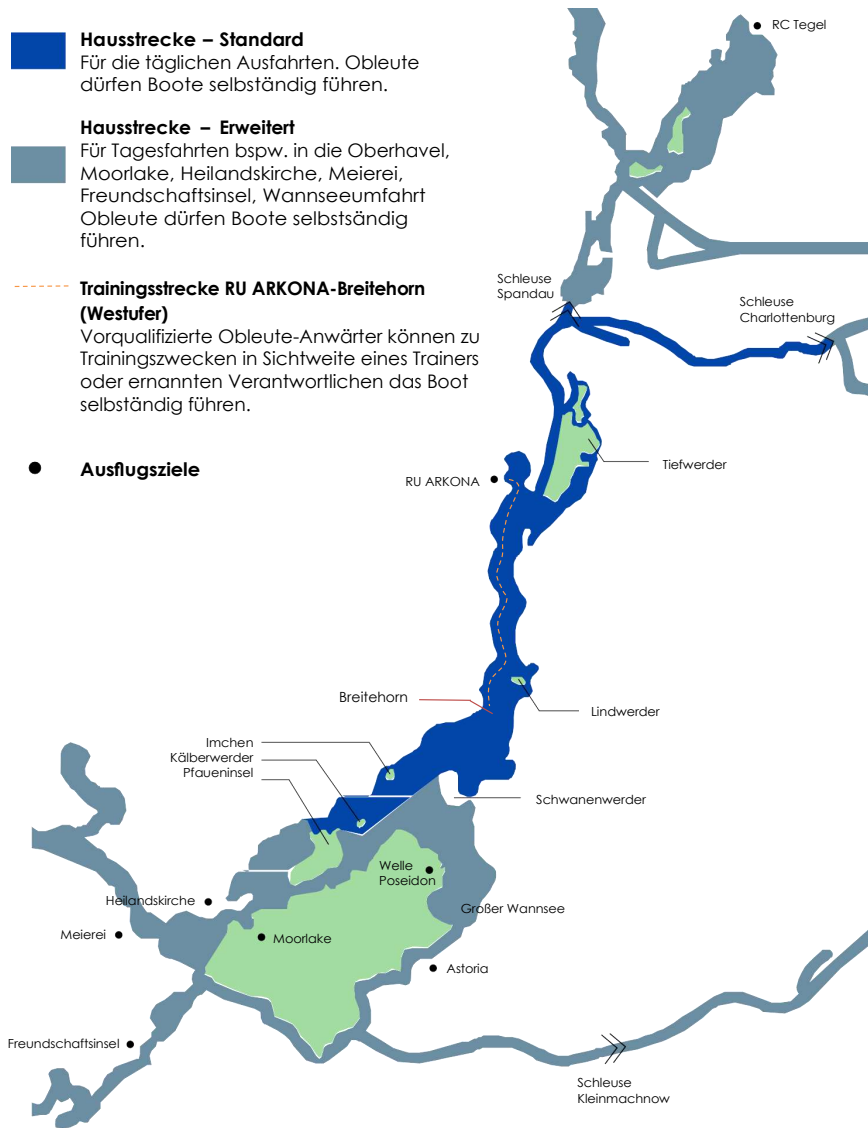 Hausstrecke – Standard
Für die täglichen Ausfahrten. Obleute
dürfen Boote selbständig führen.
Hausstrecke – Erweitert
Für Tagesfahrten bspw. in die Oberhavel,
Moorlake, Heilandskirche, Meierei,
Freundschaftsinsel, Wannseeumfahrt
Obleute dürfen Boote selbstsändig
führen.
Trainingsstrecke RU ARKONA-Breitehorn
(Westufer)
Vorqualifizierte Obleute-Anwärter können zu
Trainingszwecken in Sichtweite eines Trainers
oder ernannten Verantwortlichen das Boot
selbständig führen.
Ausflugsziele
RC Tegel
Schleuse
Spandau
Schleuse
Charlottenburg
Tiefwerder
RU ARKONA
Breitehorn
Lindwerder
Imchen
Kälberwerder
Pfaueninsel
Schwanenwerder
Welle
Poseidon
Heilandskirche
Großer Wannsee
Meierei
Moorlake
Astoria
Freundschaftsinsel
Schleuse
Kleinmachnow